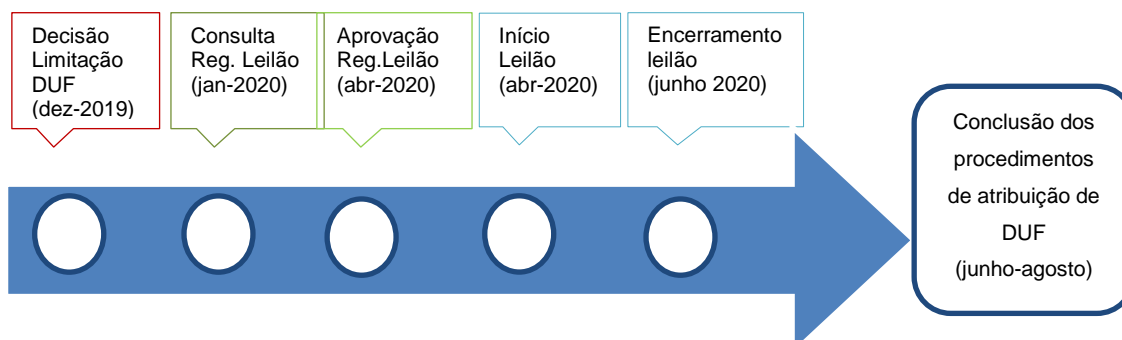 Decisão
Limitação
DUF
(dez-2019)
Consulta
Reg. Leilão
(jan-2020)
Aprovação
Reg.Leilão
(abr-2020)
Início
Leilão
(abr-2020)
Encerramento
leilão
(junho 2020)
Conclusão dos
procedimentos
de atribuição de
DUF
(junho-agosto)